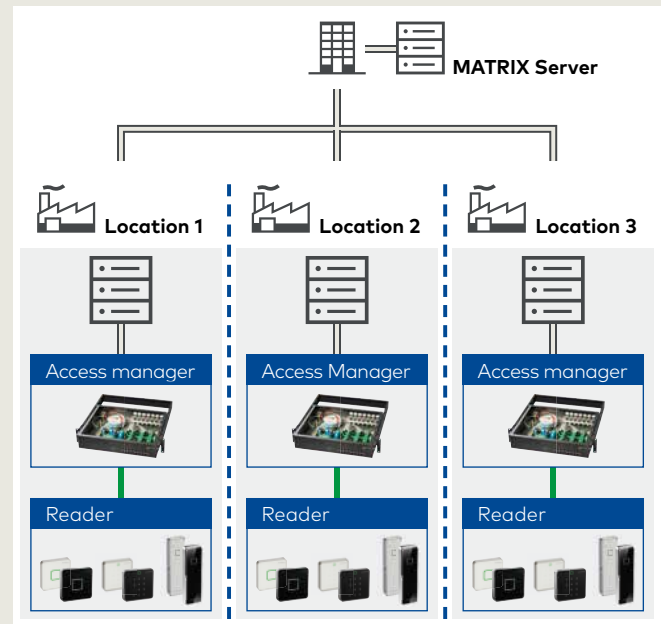 MATRIX Server
Location 1
Location 2
Location 3
Access manager
Access Manager
Access manager
Reader
Reader
Reader